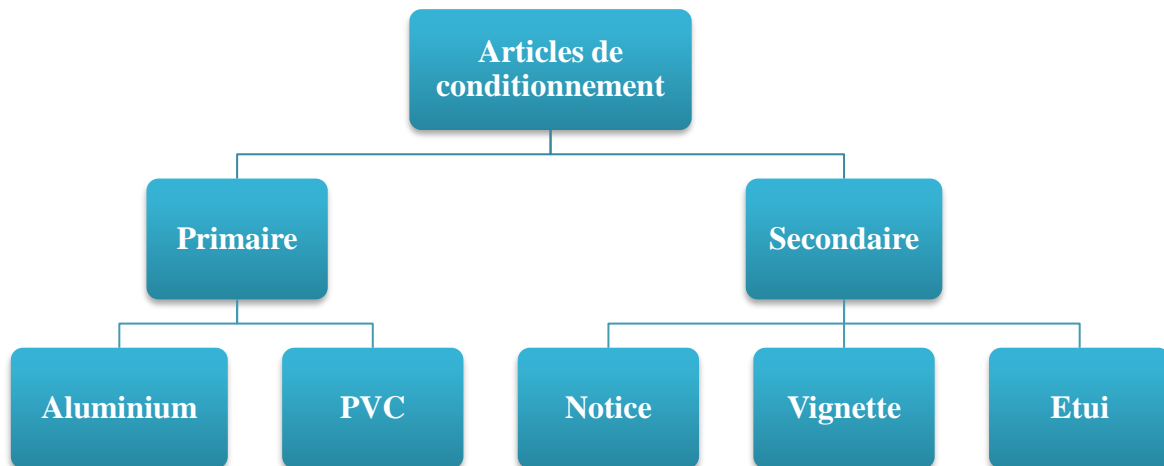 Articles de
conditionnement
Primaire
Secondaire
Aluminium
PVC
Notice
Vignette
Etui